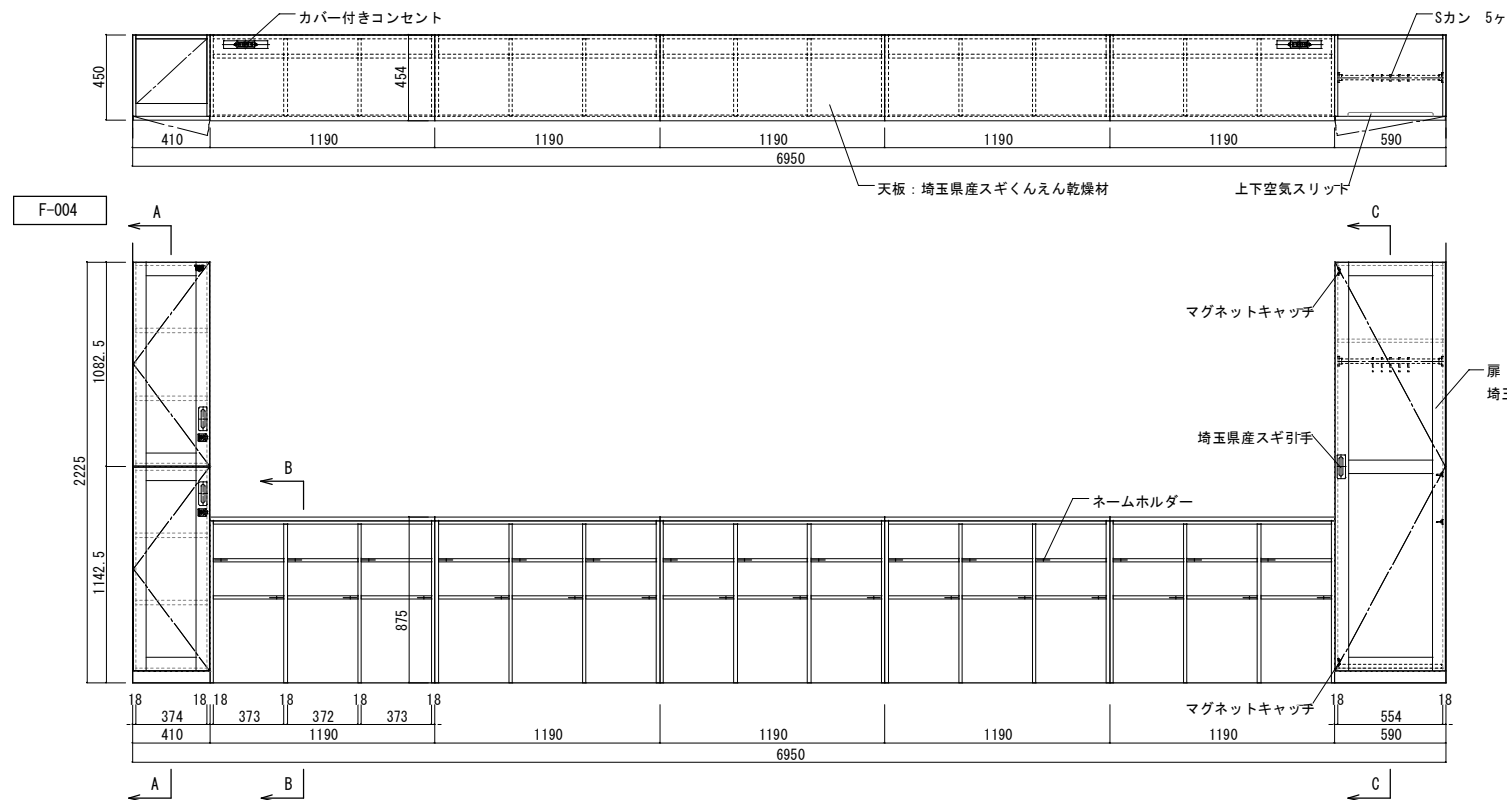 カバー付きコンセント
Sカン 5ケ
450
454
410
1190
1190
1190
1190
1190
590
6950
天板:埼玉県産スギくんえん乾燥材
上下空気スリット
F-004
A
C
マグネットキャッチ
扉
埼玉
1082.5
2225
埼玉県産スギ引手
B
ネームホルダー
1142.5
875
18
18
18
18
18
18
18
18
374
373
372
373
マグネットキャッチ
554
410
1190
1190
1190
1190
1190
590
6950
A
B
C